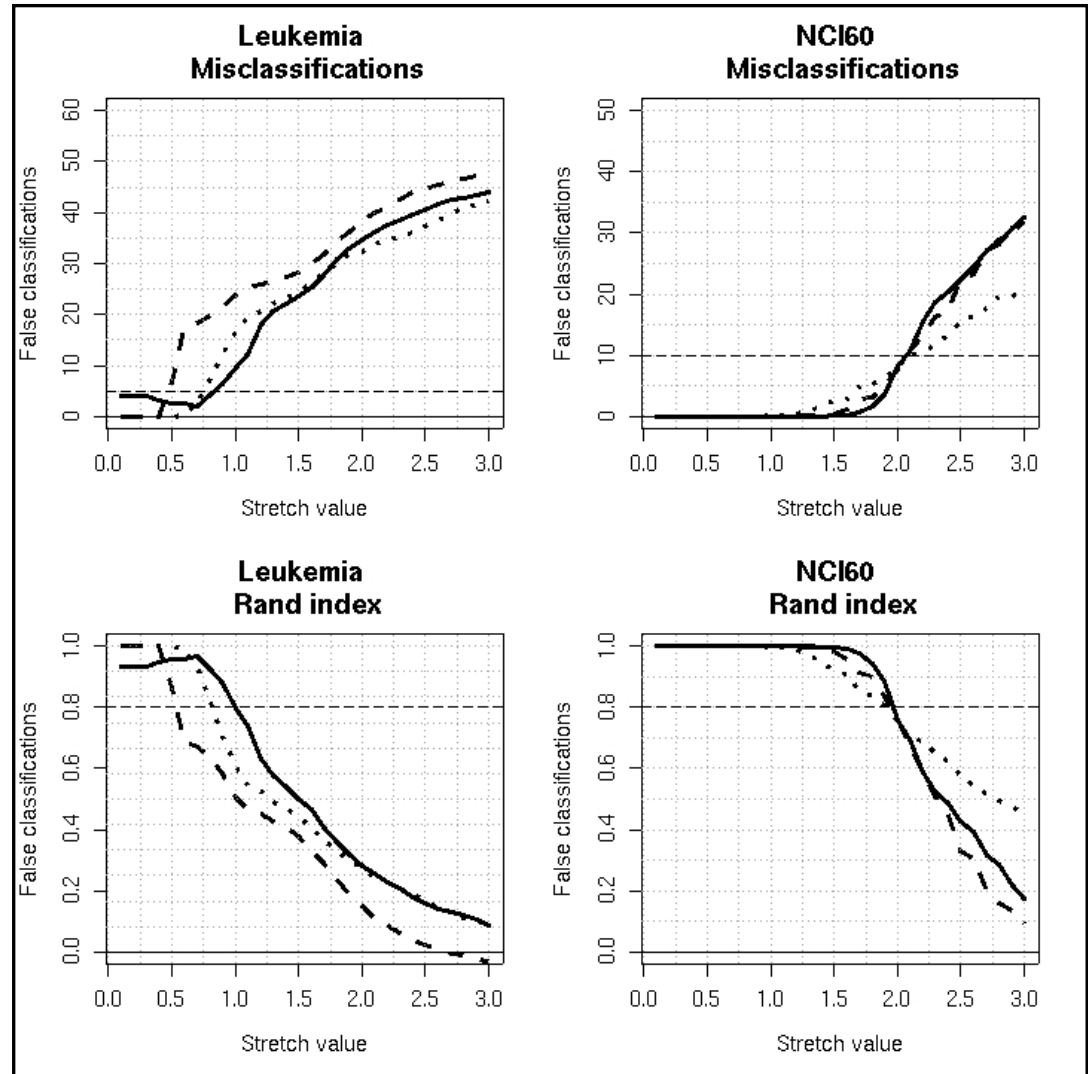 Leukemia
Misclassifications
False classifications
60
50
40
30
20
10
0
0.0 0.5 1.0 1.5 2.0 2.5 3.0
Stretch value
NCI60
Misclassifications
False classifications
50
40
30
20
10
0
0.0 0.5 1.0 1.5 2.0 2.5 3.0
Stretch value
Leukemia
Rand index
False classifications
1.0
0.8
0.6
0.4
0.2
0.0
0.0 0.5 1.0 1.5 2.0 2.5 3.0
Stretch value
NCI60
Rand index
False classifications
1.0
0.8
0.6
0.4
0.2
0.0
0.0 0.5 1.0 1.5 2.0 2.5 3.0
Stretch value